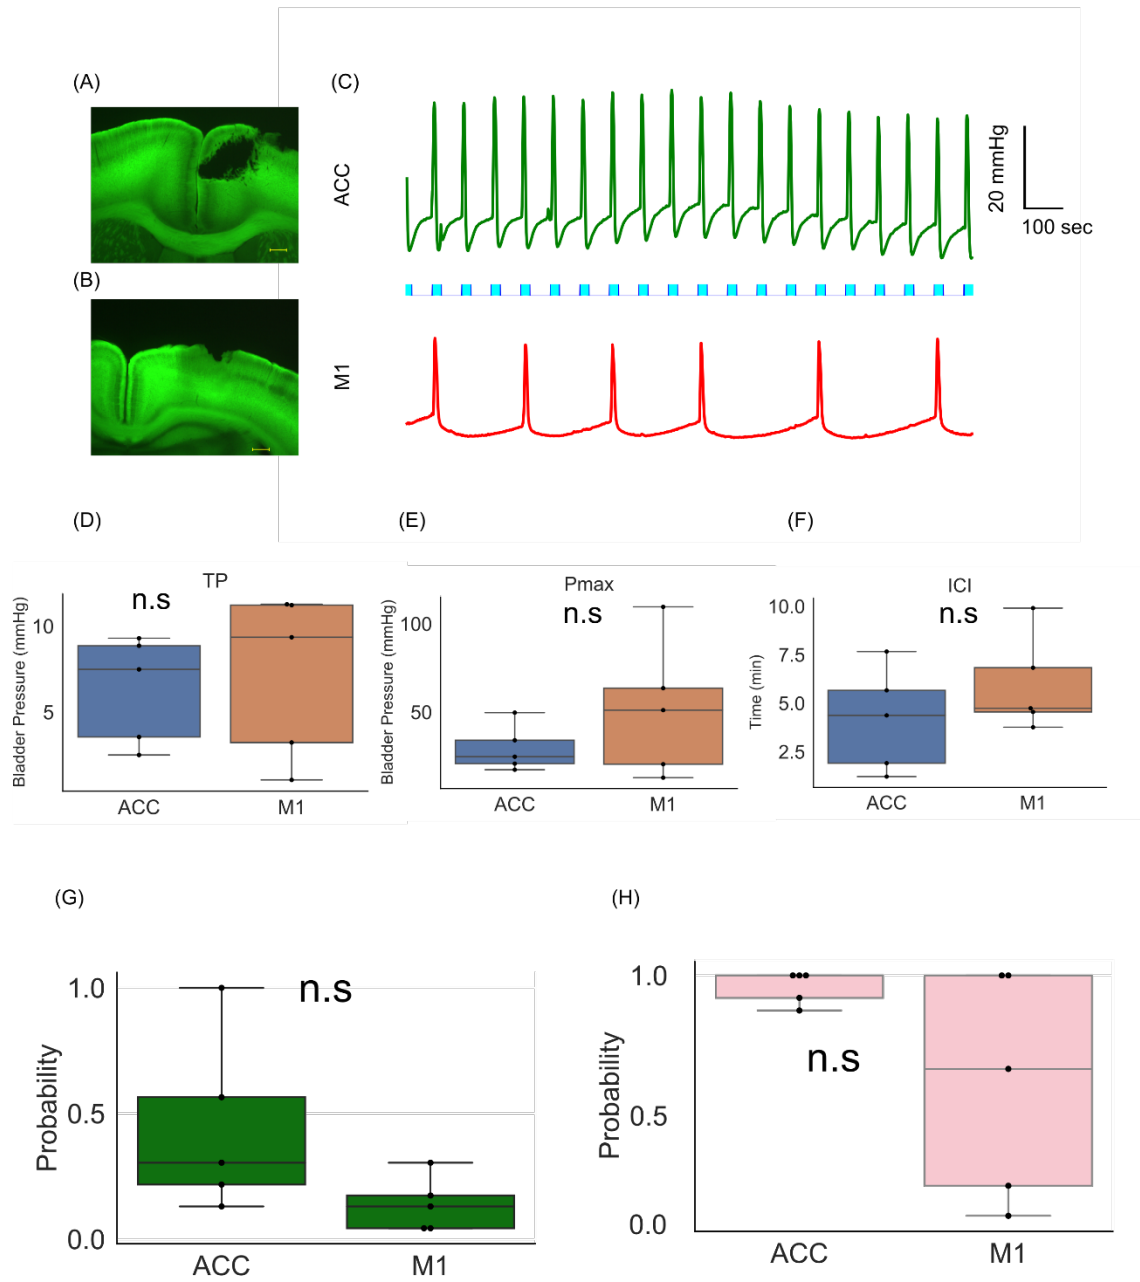 (A)
(C)
ACC
20 mmHg
100 sec
(B)
M1
(D)
(E)
(F)
TP
n.s
Bladder Pressure (mmHg)
10
5
ACC
M1
Pmax
n.s
Bladder Pressure (mmHg)
100
50
ACC
M1
ICI
n.s
Time (min)
10.0
7.5
5.0
2.5
ACC
M1
(G)
(H)
n.s
Probability
1.0
0.5
0.0
ACC
M1
n.s
Probability
1.0
0.5
0.0
ACC
M1